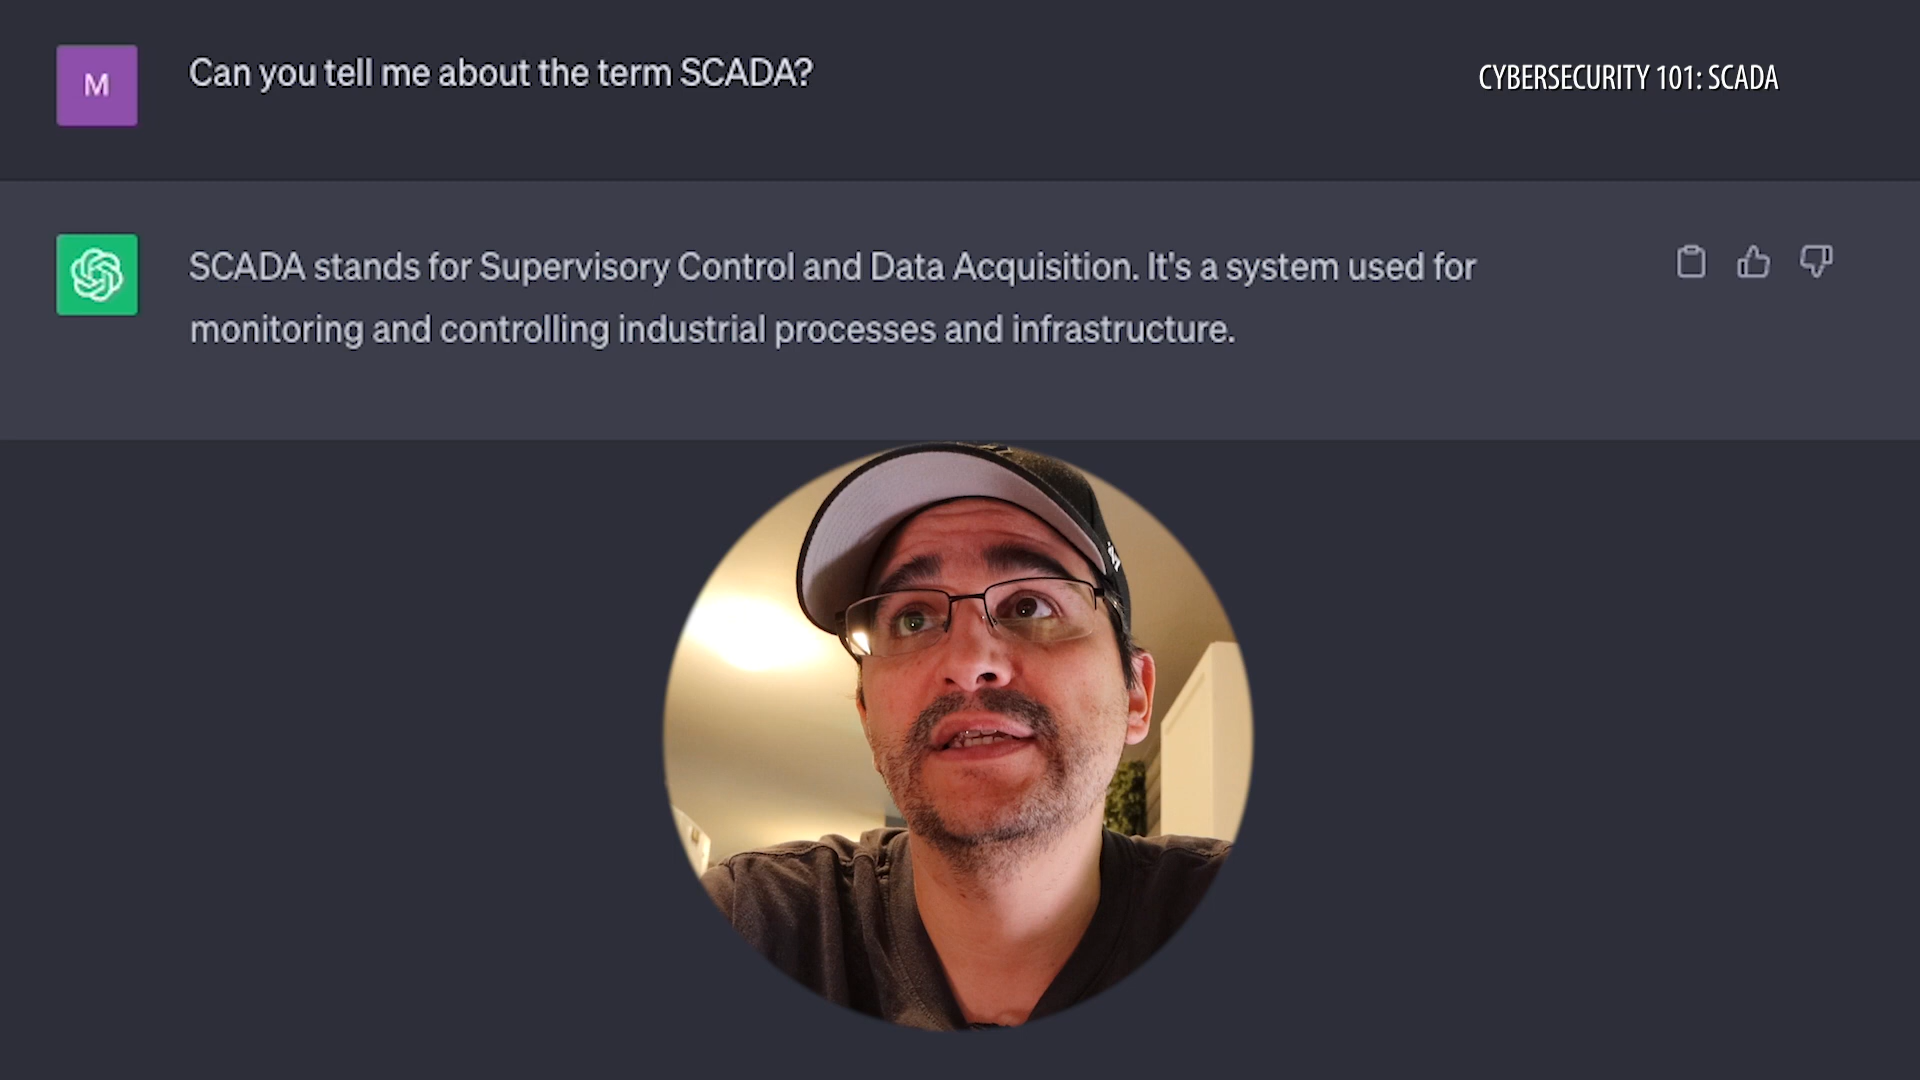 M
Can you tell me about the term SCADA?
CYBERSECURITY 101: SCADA
SCADA stands for Supervisory Control and Data Acquisition. It's a system used for
monitoring and controlling industrial processes and infrastructure.